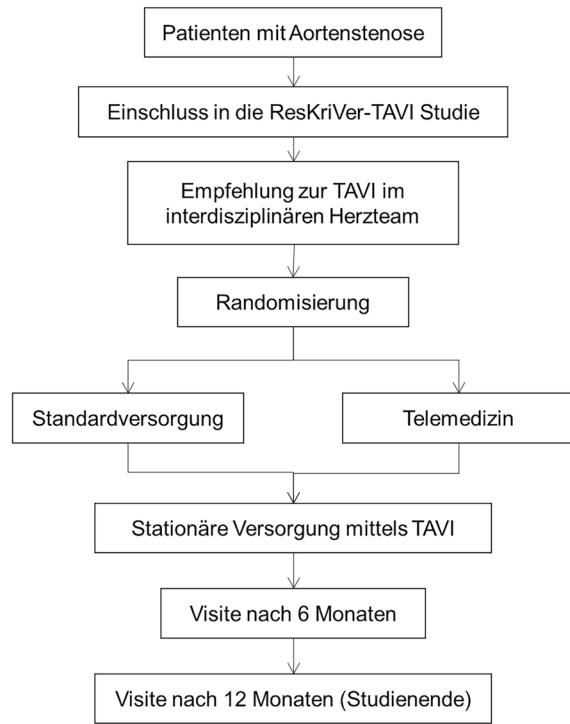 Patienten mit Aortenstenose
Einschluss in die ResKriVer-TAVI Studie
Empfehlung zur TAVI im
interdisziplinären Herzteam
Randomisierung
Standardversorgung
Telemedizin
Stationäre Versorgung mittels TAVI
Visite nach 6 Monaten
Visite nach 12 Monaten (Studienende)